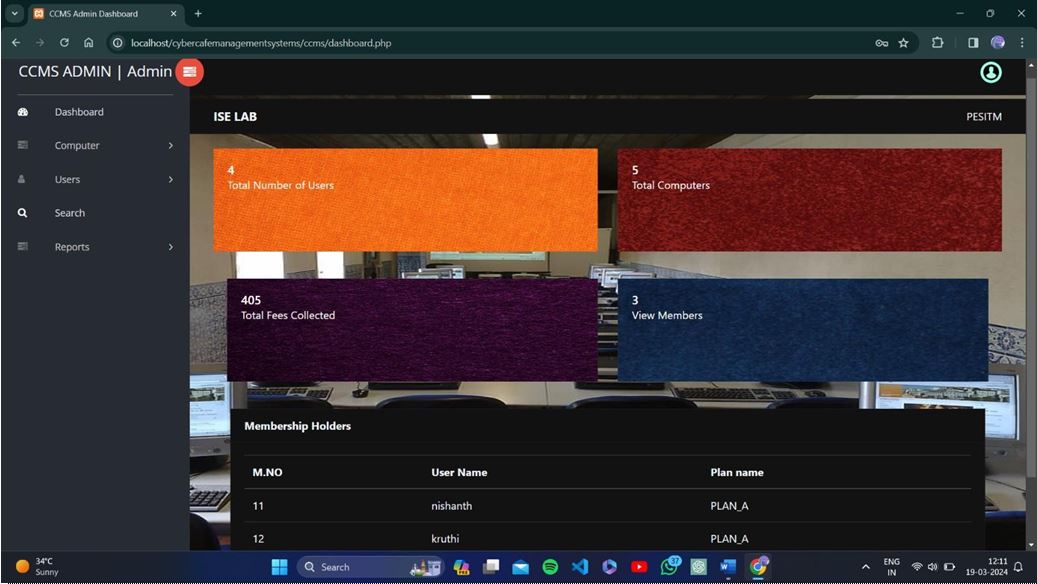 CCMS Admin Dashboard
localhost/cybercafemanagementsystems/ccms/dashboard.php
CCMS ADMIN | Admin
Dashboard
Computer
Users
Search
Reports
ISE LAB
PESITM
4
Total Number of Users
5
Total Computers
405
Total Fees Collected
3
View Members
Membership Holders
M.NO User Name Plan name
11 nishanth PLAN_A
12 kruthi PLAN_A
34°C
Sunny
Search
37
ENG
IN
12:11
19-03-2024